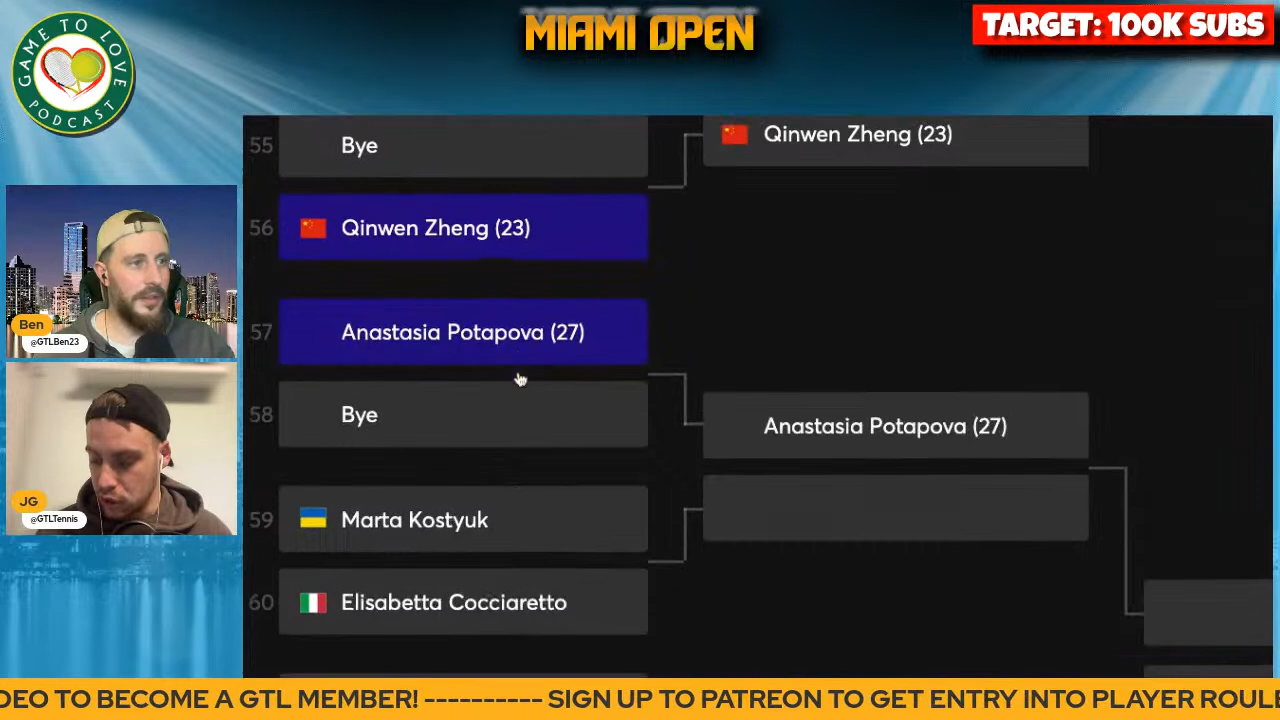 GAME TO LOVE
PODCAST
MIAMI OPEN
TARGET: 100K SUBS
55
Bye
Qinwen Zheng (23)
56
Qinwen Zheng (23)
57
Anastasia Potapova (27)
58
Bye
Anastasia Potapova (27)
59
Marta Kostyuk
60
Elisabetta Cocciaretto
Ben
@GTLBen23
JG
@GTLTennis
DEO TO BECOME A GTL MEMBER! ---------- SIGN UP TO PATREON TO GET ENTRY INTO PLAYER ROULE